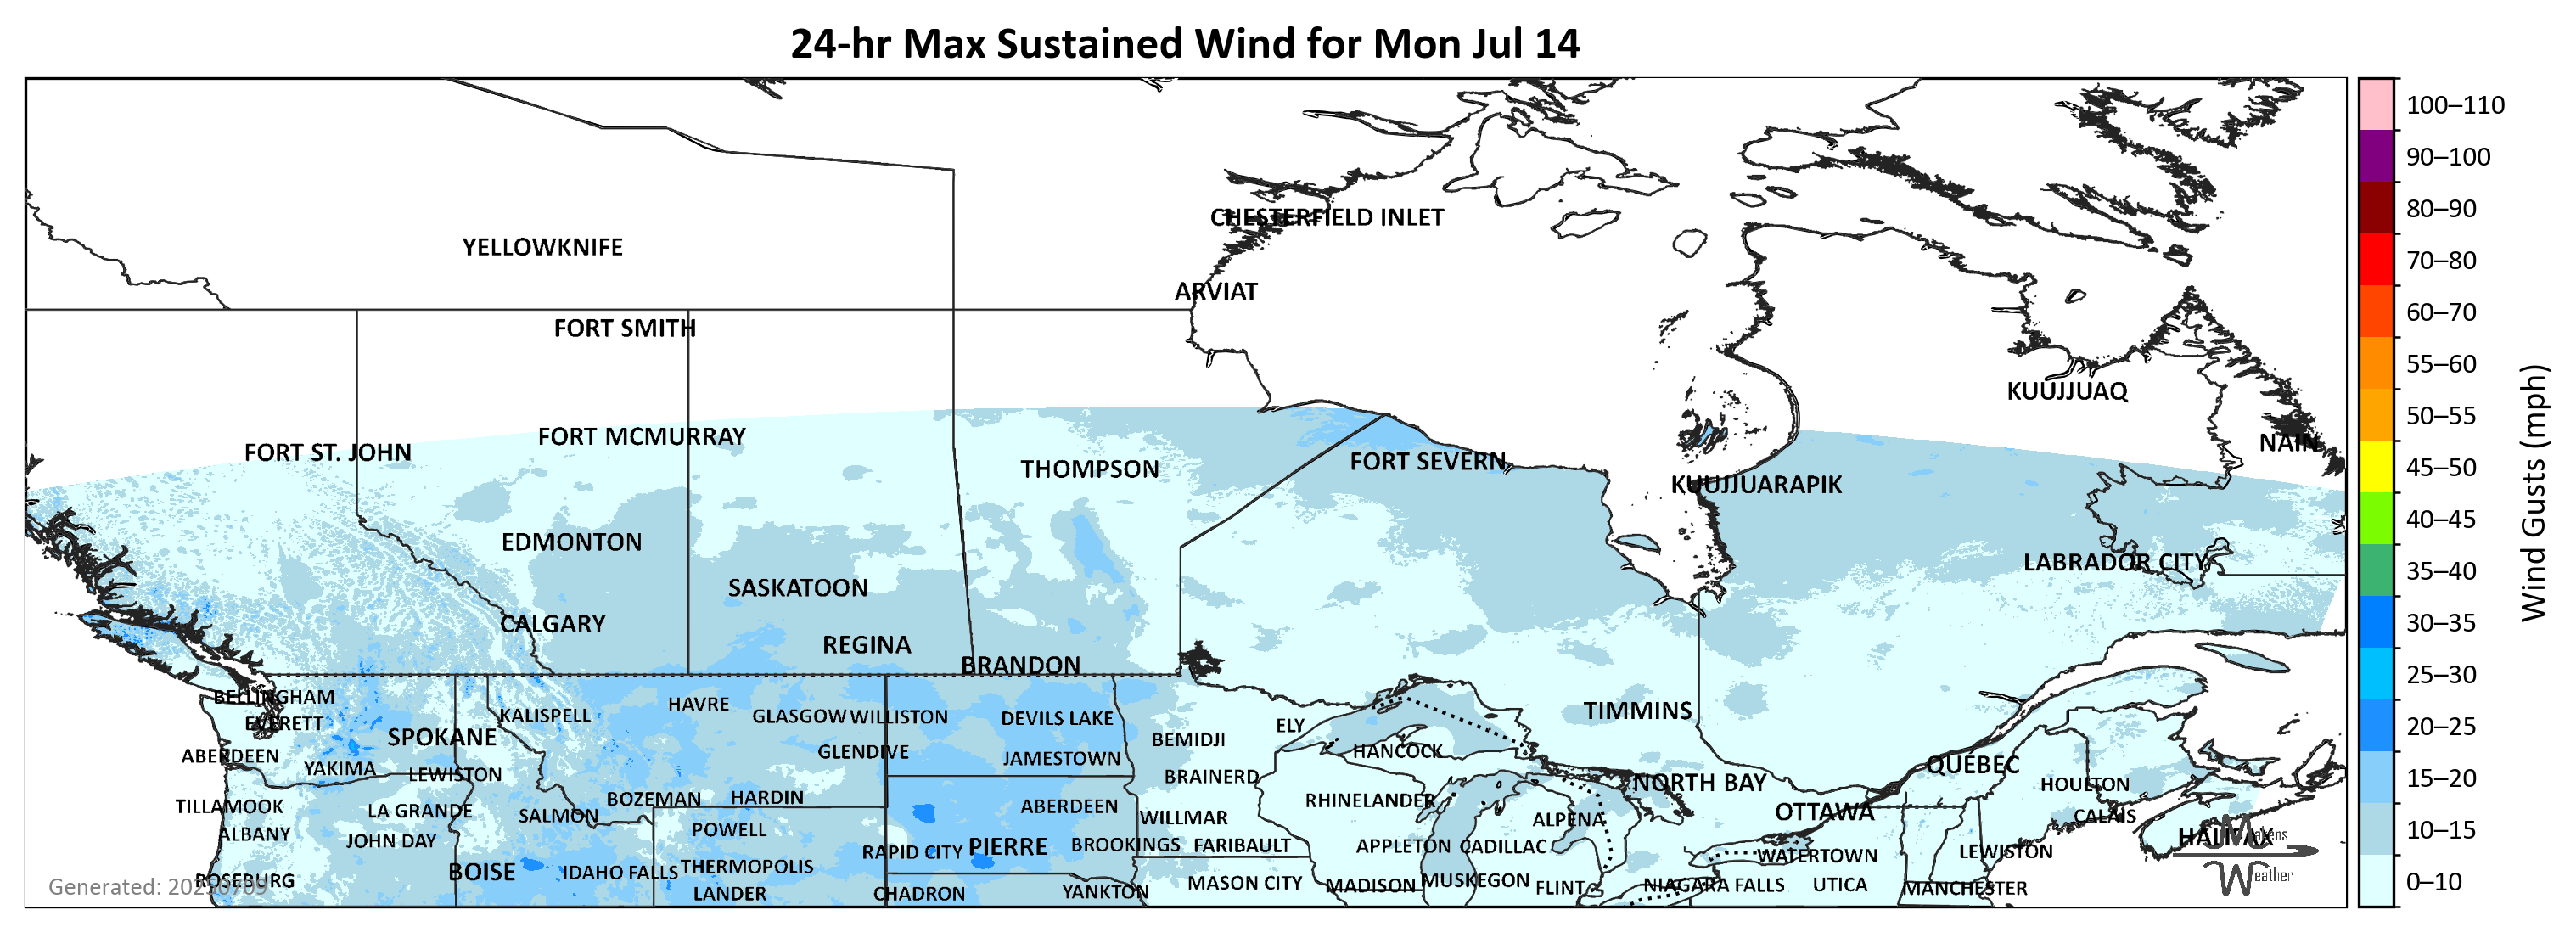 24-hr Max Sustained Wind for Mon Jul 14
100–110
90–100
80–90
70–80
60–70
55–60
50–55
45–50
40–45
35–40
30–35
25–30
20–25
15–20
10–15
0–10
Wind Gusts (mph)
CHESTERFIELD INLET
YELLOWKNIFE
ARVIAT
FORT SMITH
KUUJJUAQ
FORT MCMURRAY
NAIN
FORT ST. JOHN
FORT SEVERN
THOMPSON
KUUJJUARAPIK
EDMONTON
LABRADOR CITY
SASKATOON
CALGARY
REGINA
BRANDON
BELLINGHAM
HAVRE
TIMMINS
KALISPELL
GLASGOW
WILLISTON
DEVILS LAKE
EVERETT
ELY
SPOKANE
BEMIDJI
HANCOCK
GLENDIVE
ABERDEEN
JAMESTOWN
QUÉBEC
YAKIMA
LEWISTON
BRAINERD
NORTH BAY
HOULTON
BOZEMAN
HARDIN
RHINELANDER
TILLAMOOK
LA GRANDE
ABERDEEN
OTTAWA
SALMON
WILLMAR
ALPENA
CALAIS
POWELL
ALBANY
HALIFAX
Makens
Weather
JOHN DAY
RAPID CITY
PIERRE
BROOKINGS
FARIBAULT
APPLETON
CADILLAC
WATERTOWN
LEWISTON
BOISE
IDAHO FALLS
THERMOPOLIS
ROSEBURG
MASON CITY
MADISON
MUSKEGON
FLINT
NIAGARA FALLS
UTICA
MANCHESTER
LANDER
CHADRON
YANKTON
Generated: 20250709